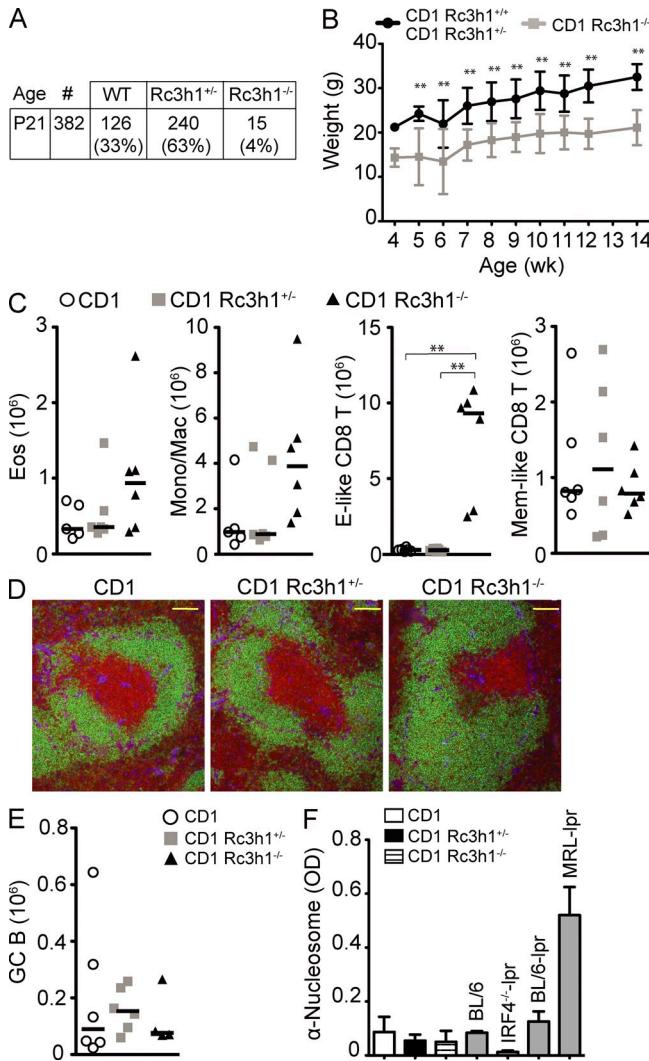 A
Age # WT Rc3h1+/- Rc3h1-/-
P21 382 126 240 15
(33%) (63%) (4%)
B
CD1 Rc3h1+/+
CD1 Rc3h1+/-
CD1 Rc3h1-/-
Weight (g)
40
30
20
10
0
** ** ** ** ** ** ** ** **
4 5 6 7 8 9 10 11 12 14
Age (wk)
C
CD1 CD1 Rc3h1+/- CD1 Rc3h1-/-
Eos (10⁶)
3
2
1
0
Mono/Mac (10⁶)
10
8
6
4
2
0
E-like CD8 T (10⁶)
15
10
5
0
**
**
Mem-like CD8 T (10⁶)
3
2
1
0
D
CD1 CD1 Rc3h1+/- CD1 Rc3h1-/-
E
CD1
CD1 Rc3h1+/-
CD1 Rc3h1-/-
GC B (10⁶)
0.8
0.6
0.4
0.2
0
F
CD1
CD1 Rc3h1+/-
CD1 Rc3h1-/-
α-Nucleosome (OD)
0.8
0.6
0.4
0.2
0.0
BL/6
IRF4-/-lpr
BL/6-lpr
MRL-lpr